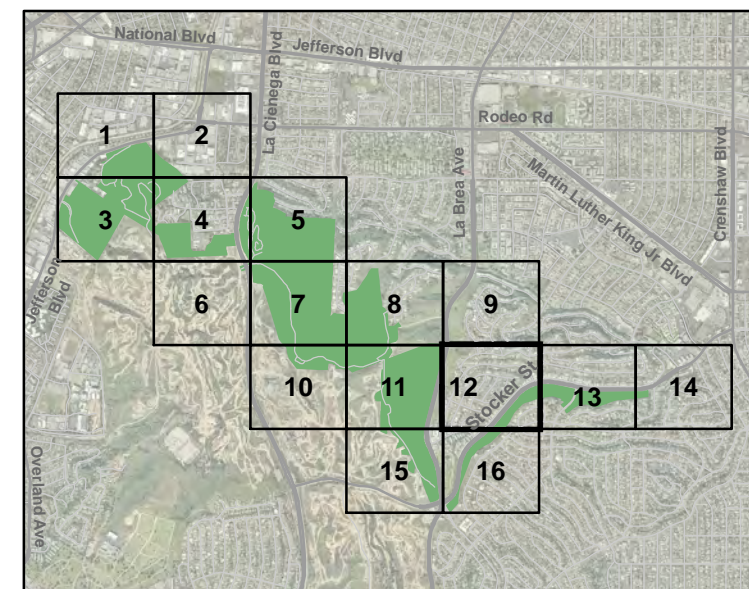 National Blvd
Jefferson Blvd
La Cienega Blvd
Rodeo Rd
La Brea Ave
Martin Luther King Jr Blvd
Crenshaw Blvd
1
2
3
4
5
Jefferson
Blvd
6
7
8
9
10
11
12
Stocker St
13
14
Overland Ave
15
16